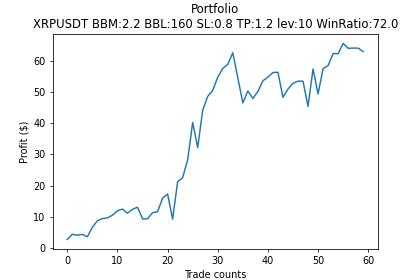 Portfolio
XRPUSDT BBM:2.2 BBL:160 SL:0.8 TP:1.2 lev:10 WinRatio:72.0
Profit ($)
60
50
40
30
20
10
0
0 10 20 30 40 50 60
Trade counts